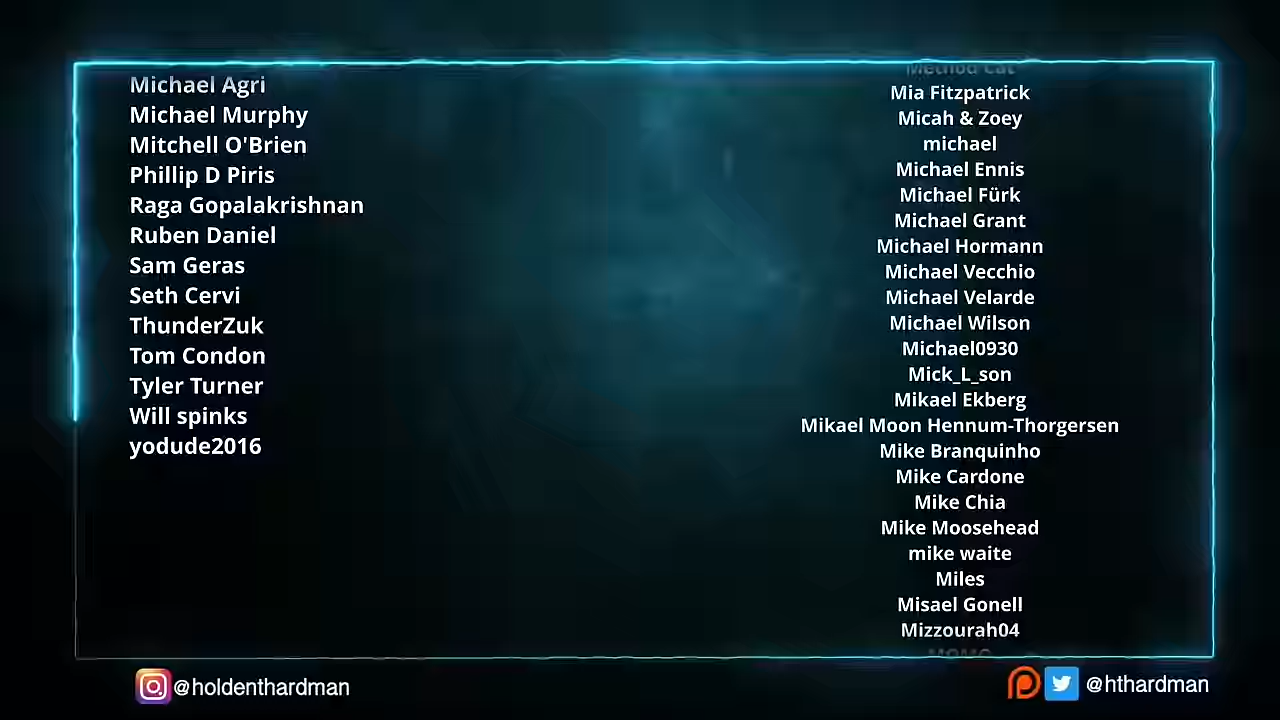 Michael Agri
Michael Murphy
Mitchell O'Brien
Phillip D Piris
Raga Gopalakrishnan
Ruben Daniel
Sam Geras
Seth Cervi
ThunderZuk
Tom Condon
Tyler Turner
Will spinks
yodude2016
Method Cat
Mia Fitzpatrick
Micah & Zoey
michael
Michael Ennis
Michael Fürk
Michael Grant
Michael Hormann
Michael Vecchio
Michael Velarde
Michael Wilson
Michael0930
Mick_L_son
Mikael Ekberg
Mikael Moon Hennum-Thorgersen
Mike Branquinho
Mike Cardone
Mike Chia
Mike Moosehead
mike waite
Miles
Misael Gonell
Mizzourah04
@holdenthardman
@hthardman